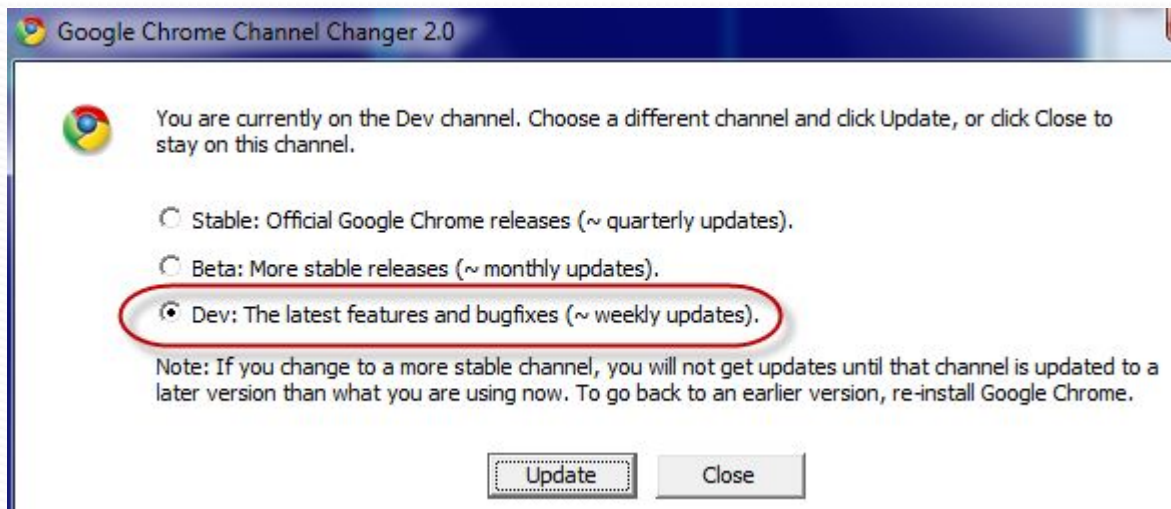 Google Chrome Channel Changer 2.0
You are currently on the Dev channel. Choose a different channel and click Update, or click Close to
stay on this channel.
Stable: Official Google Chrome releases (~ quarterly updates).
Beta: More stable releases (~ monthly updates).
Dev: The latest features and bugfixes (~ weekly updates).
Note: If you change to a more stable channel, you will not get updates until that channel is updated to a
later version than what you are using now. To go back to an earlier version, re-install Google Chrome.
Update Close